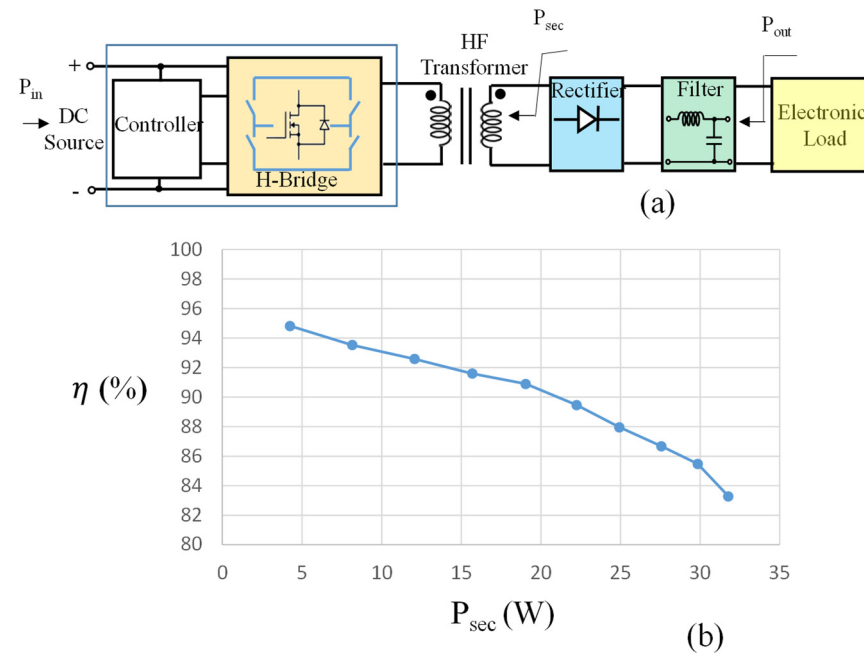 P_sec
P_out
HF
Transformer
P_in
+
DC
Source
-
Controller
H-Bridge
Rectifier
Filter
Electronic
Load
(a)
100
98
96
94
92
90
88
86
84
82
80
η (%)
0 5 10 15 20 25 30 35
P_sec (W)
(b)